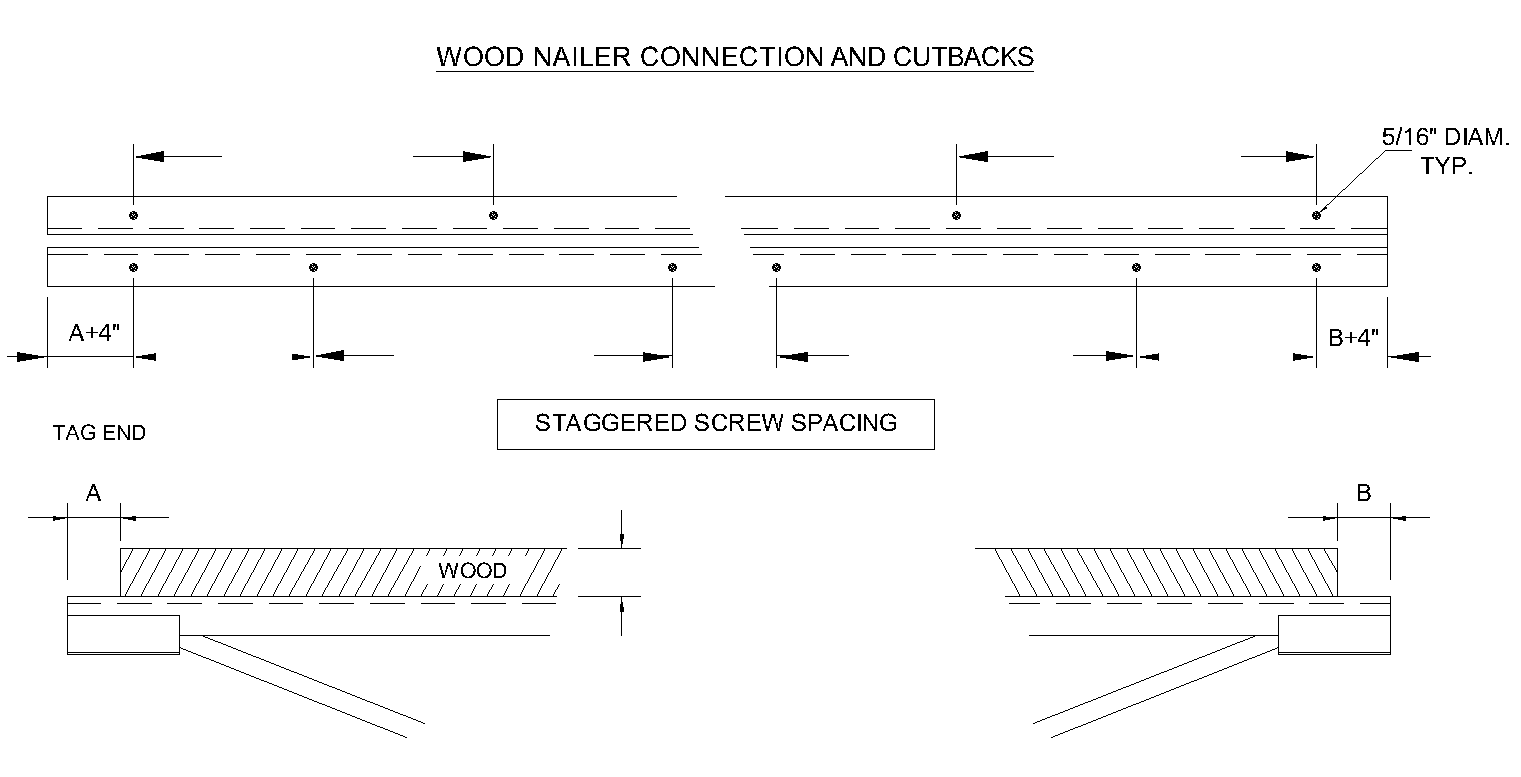 WOOD NAILER CONNECTION AND CUTBACKS
5/16" DIAM.
TYP.
A+4"
B+4"
TAG END
STAGGERED SCREW SPACING
A
B
WOOD